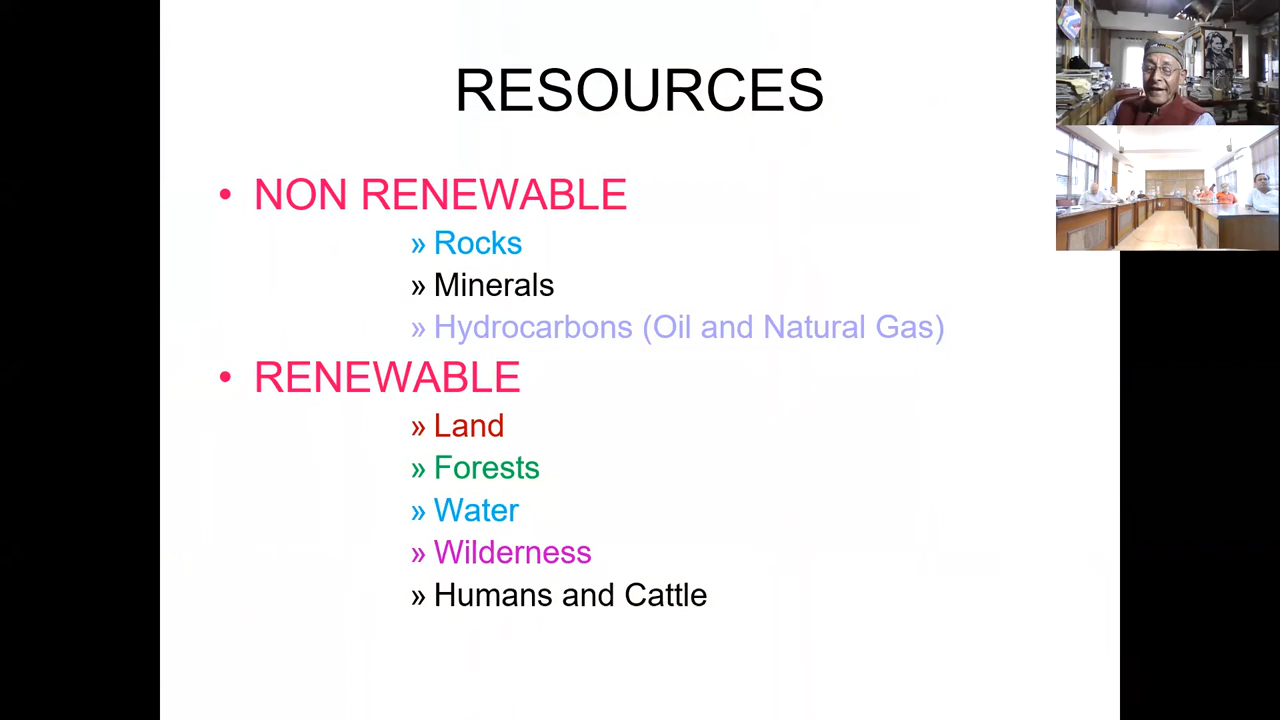 RESOURCES
• NON RENEWABLE
» Rocks
» Minerals
» Hydrocarbons (Oil and Natural Gas)
• RENEWABLE
» Land
» Forests
» Water
» Wilderness
» Humans and Cattle